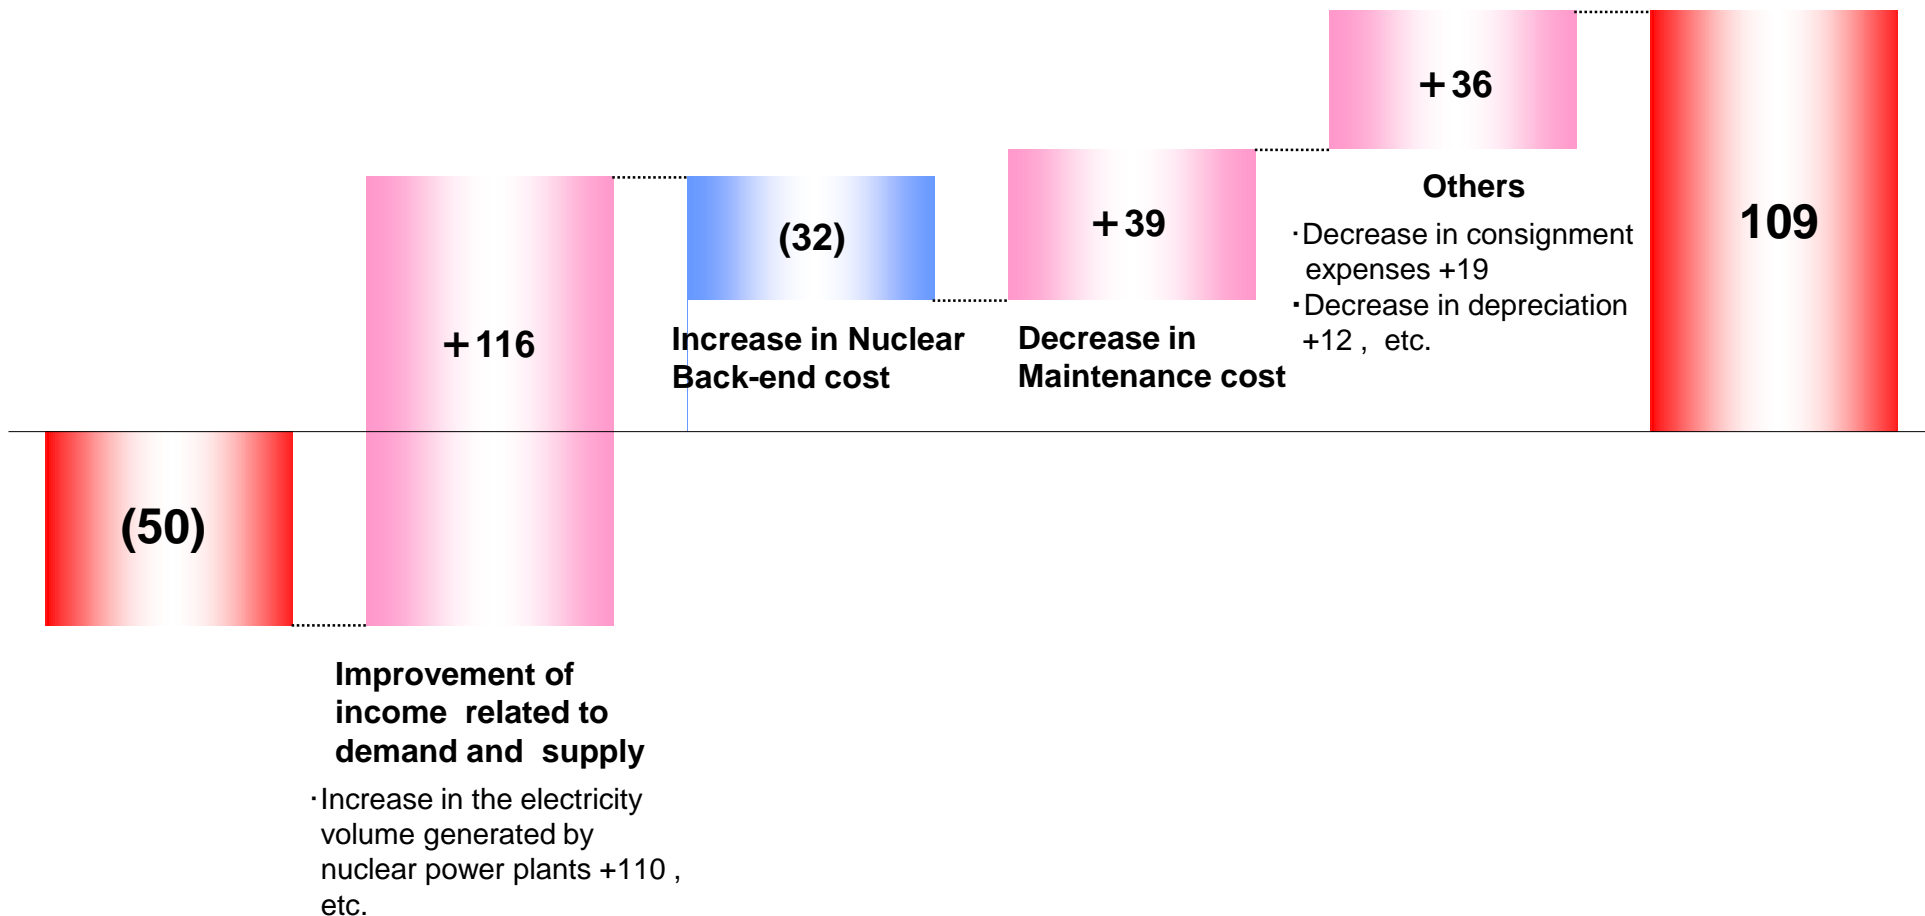 (50)
+116
Improvement of
income related to
demand and supply
·Increase in the electricity
volume generated by
nuclear power plants +110 ,
etc.
(32)
Increase in Nuclear
Back-end cost
+39
Decrease in
Maintenance cost
+36
Others
·Decrease in consignment
expenses +19
·Decrease in depreciation
+12 , etc.
109